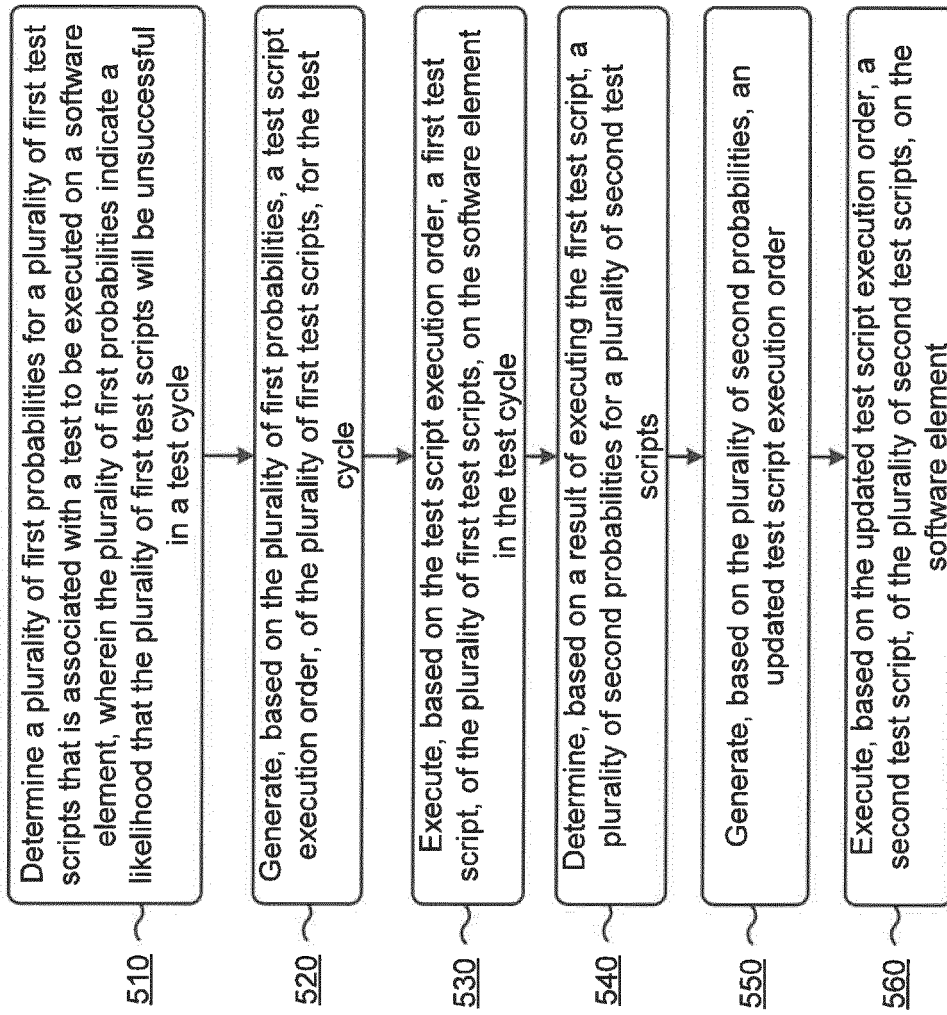 510
Determine a plurality of first probabilities for a plurality of first test
scripts that is associated with a test to be executed on a software
element, wherein the plurality of first probabilities indicate a
likelihood that the plurality of first test scripts will be unsuccessful
in a test cycle
520
Generate, based on the plurality of first probabilities, a test script
execution order, of the plurality of first test scripts, for the test
cycle
530
Execute, based on the test script execution order, a first test
script, of the plurality of first test scripts, on the software element
in the test cycle
540
Determine, based on a result of executing the first test script, a
plurality of second probabilities for a plurality of second test
scripts
550
Generate, based on the plurality of second probabilities, an
updated test script execution order
560
Execute, based on the updated test script execution order, a
second test script, of the plurality of second test scripts, on the
software element